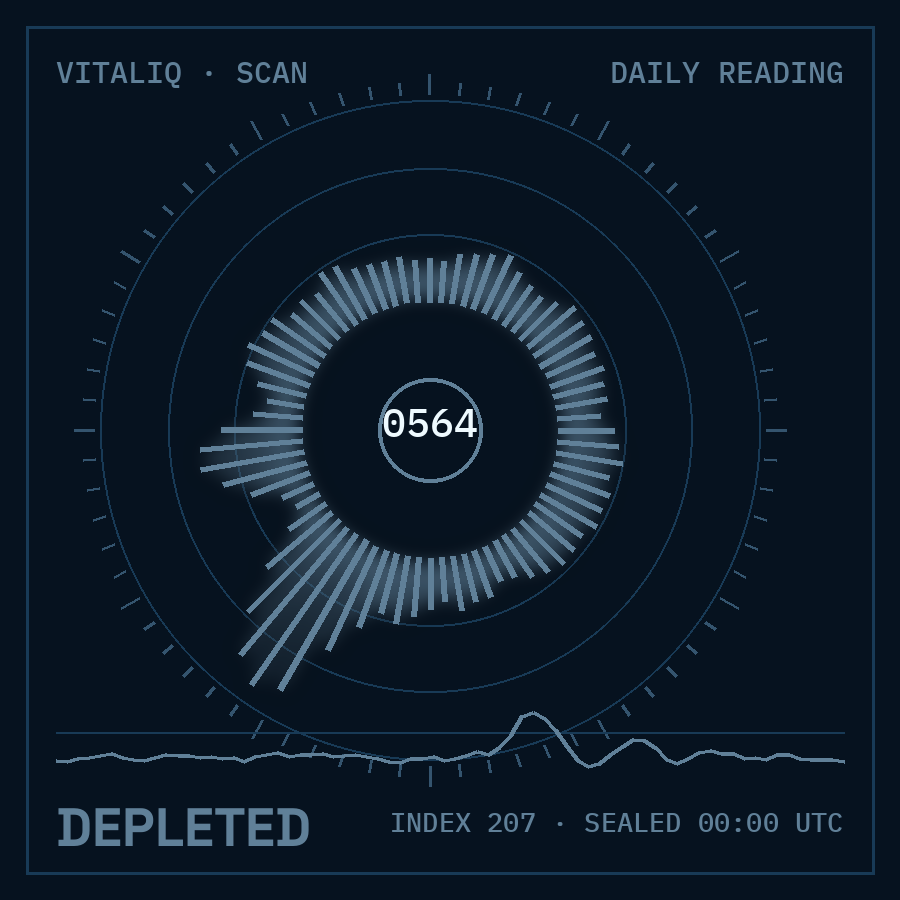 VITALIQ · SCAN
DAILY READING
0564
DEPLETED
INDEX 207 · SEALED 00:00 UTC